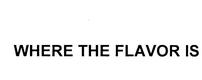 WHERE THE FLAVOR IS